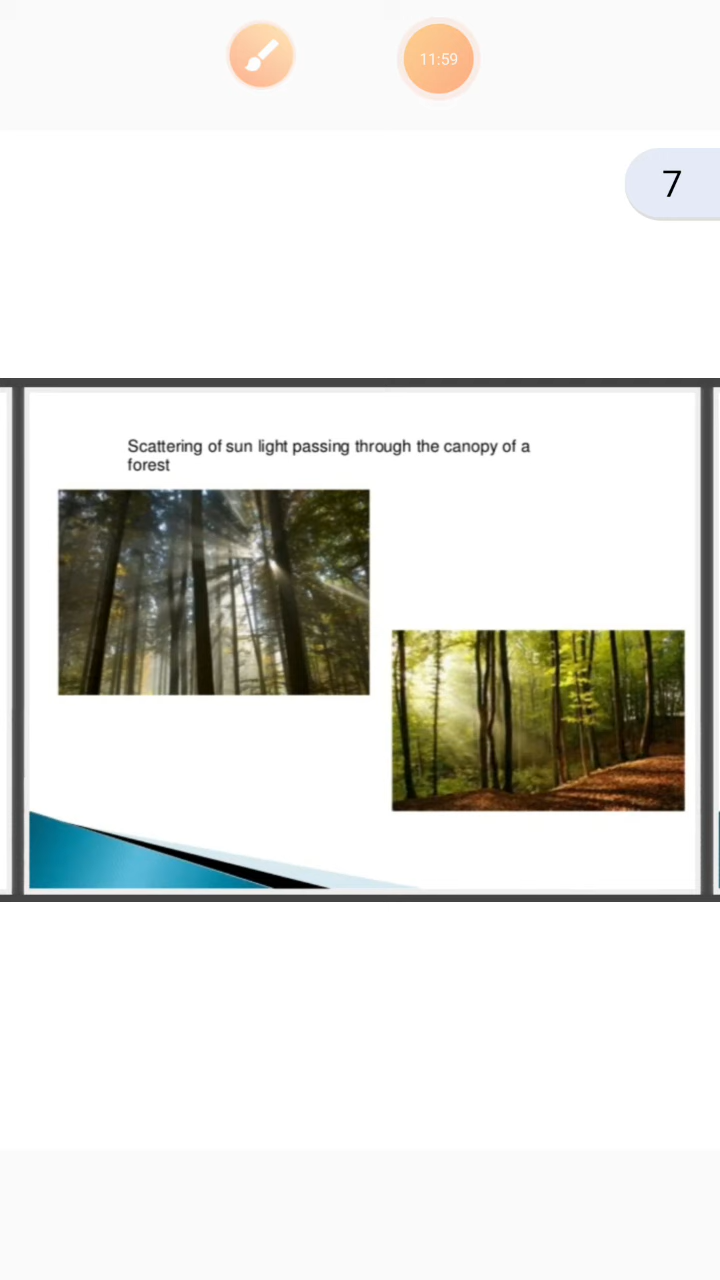 11:59
7
Scattering of sun light passing through the canopy of a
forest